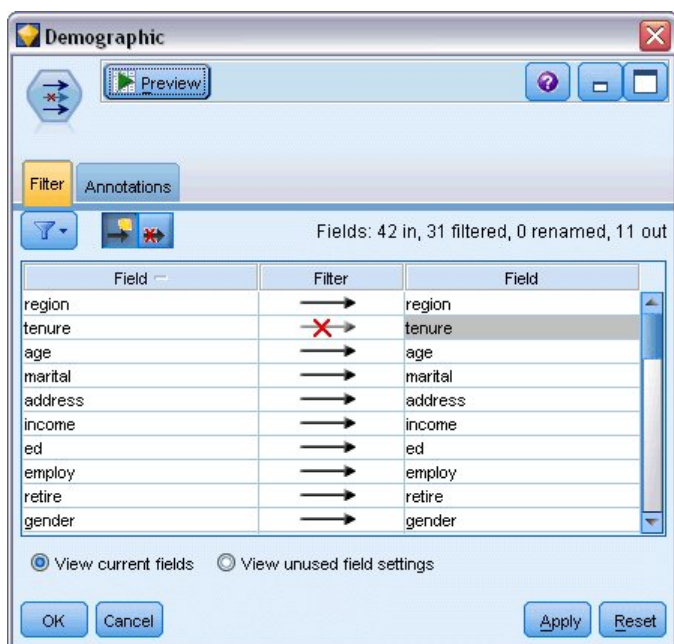 Demographic
Preview
Filter Annotations
Fields: 42 in, 31 filtered, 0 renamed, 11 out
Field Filter Field
region region
tenure tenure
age age
marital marital
address address
income income
ed ed
employ employ
retire retire
gender gender
View current fields View unused field settings
OK Cancel Apply Reset